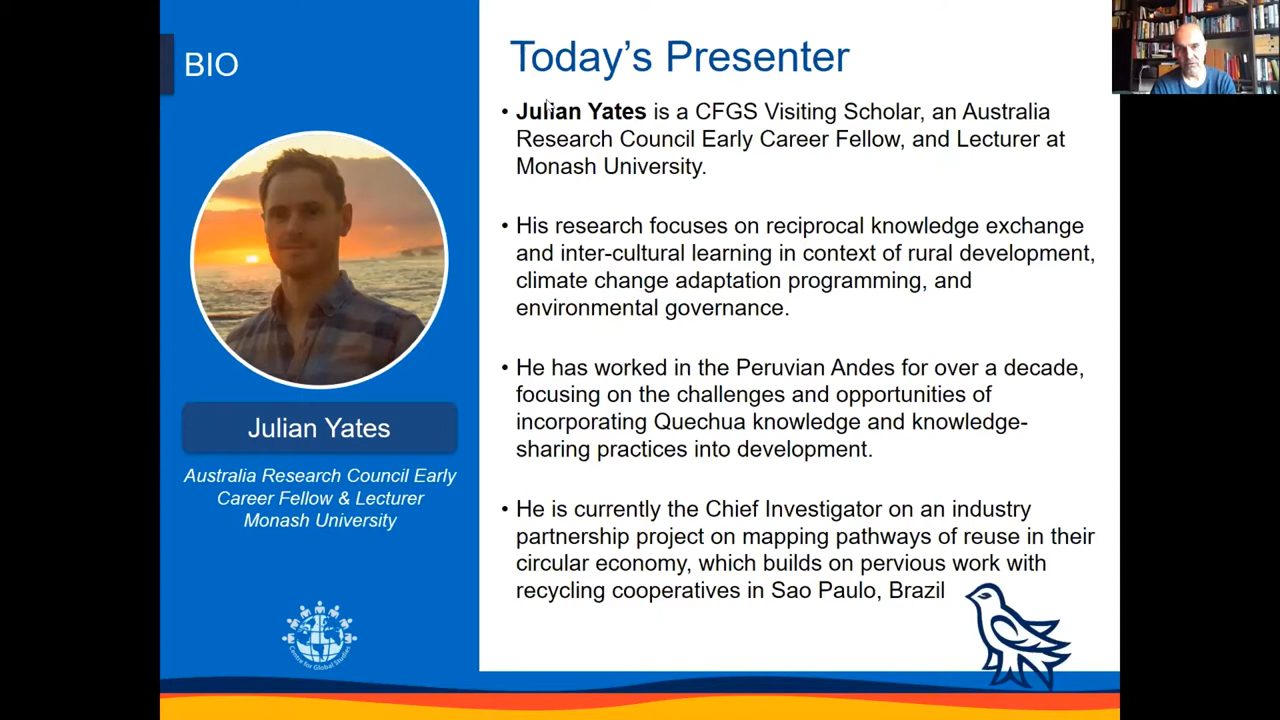 BIO
Julian Yates
Australia Research Council Early
Career Fellow & Lecturer
Monash University
Centre for Global Studies
Today's Presenter
• Julian Yates is a CFGS Visiting Scholar, an Australia
Research Council Early Career Fellow, and Lecturer at
Monash University.
• His research focuses on reciprocal knowledge exchange
and inter-cultural learning in context of rural development,
climate change adaptation programming, and
environmental governance.
• He has worked in the Peruvian Andes for over a decade,
focusing on the challenges and opportunities of
incorporating Quechua knowledge and knowledge-
sharing practices into development.
• He is currently the Chief Investigator on an industry
partnership project on mapping pathways of reuse in their
circular economy, which builds on pervious work with
recycling cooperatives in Sao Paulo, Brazil